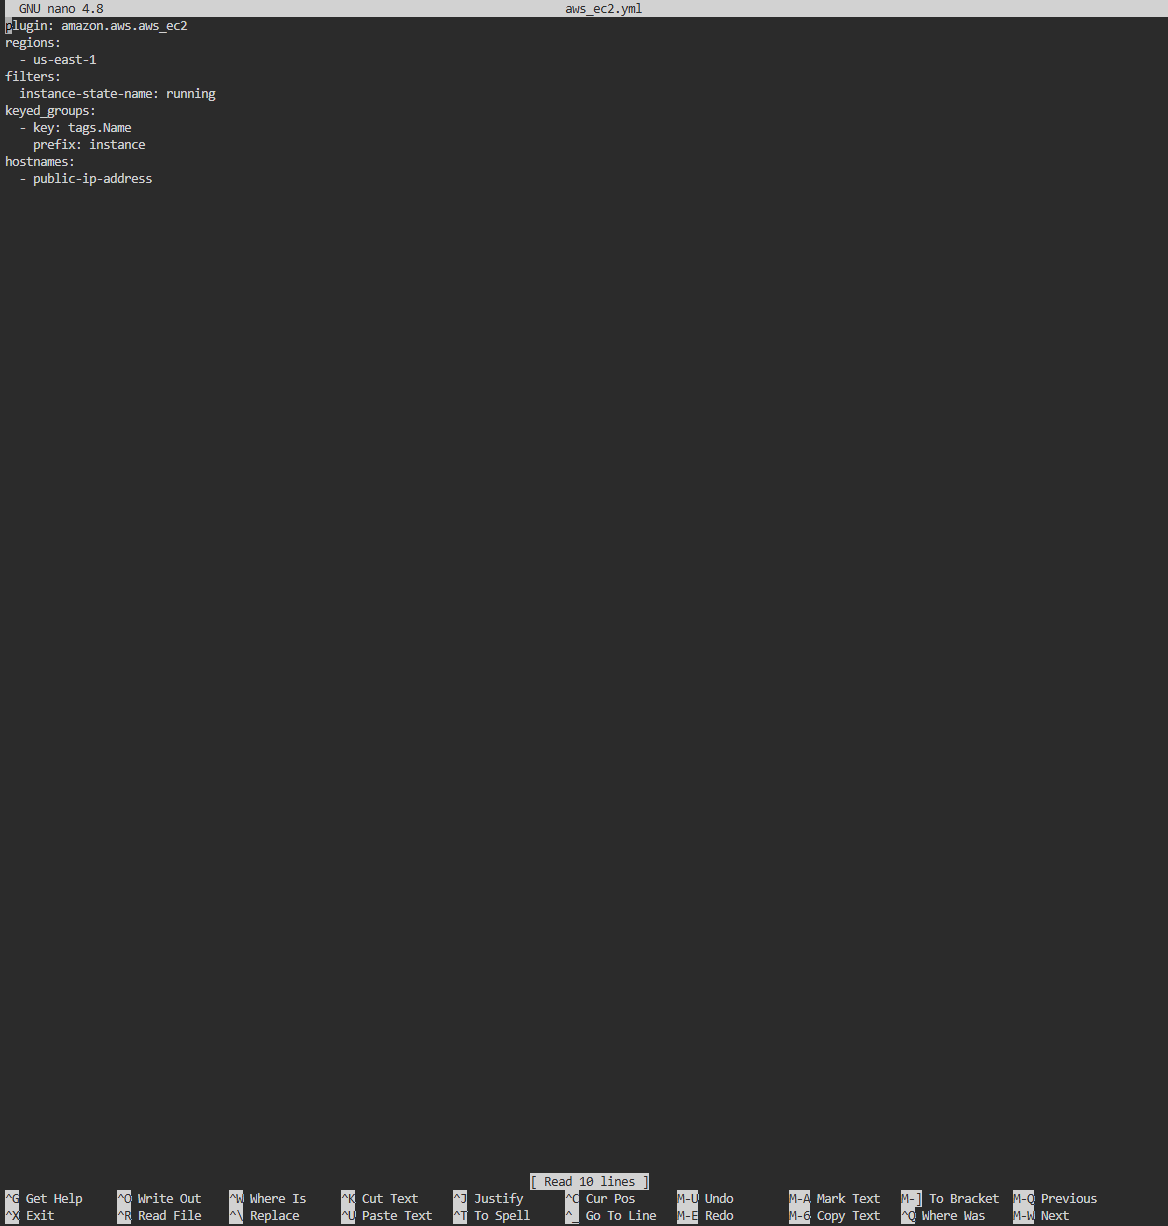 GNU nano 4.8 aws_ec2.yml
plugin: amazon.aws.aws_ec2
regions:
  - us-east-1
filters:
  instance-state-name: running
keyed_groups:
  - key: tags.Name
    prefix: instance
hostnames:
  - public-ip-address
[ Read 10 lines ]
^G Get Help ^O Write Out ^W Where Is ^K Cut Text ^J Justify ^C Cur Pos M-U Undo M-A Mark Text M-] To Bracket M-Q Previous
^X Exit ^R Read File ^\ Replace ^U Paste Text ^T To Spell ^_ Go To Line M-E Redo M-6 Copy Text ^Q Where Was M-W Next